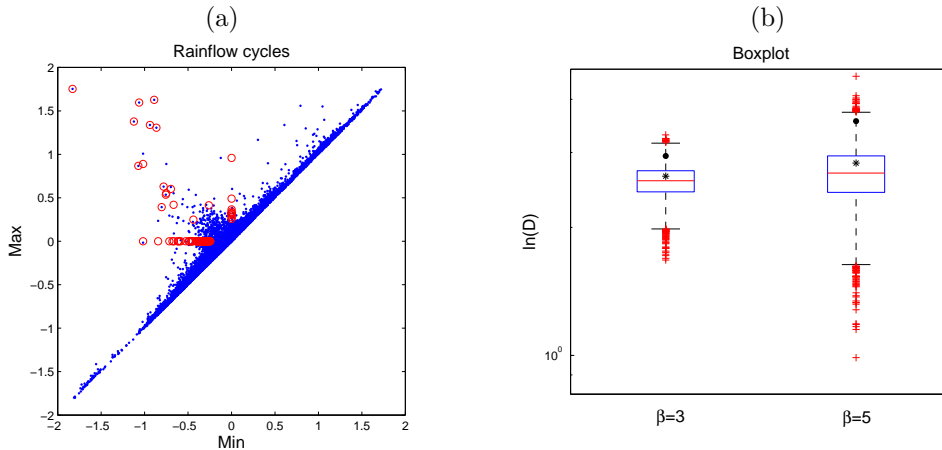 (a)
Rainflow cycles
2
1.5
1
0.5
0
−0.5
−1
−1.5
−2
Max
−2 −1.5 −1 −0.5 0 0.5 1 1.5 2
Min
(b)
Boxplot
ln(D)
10⁰
β=3 β=5